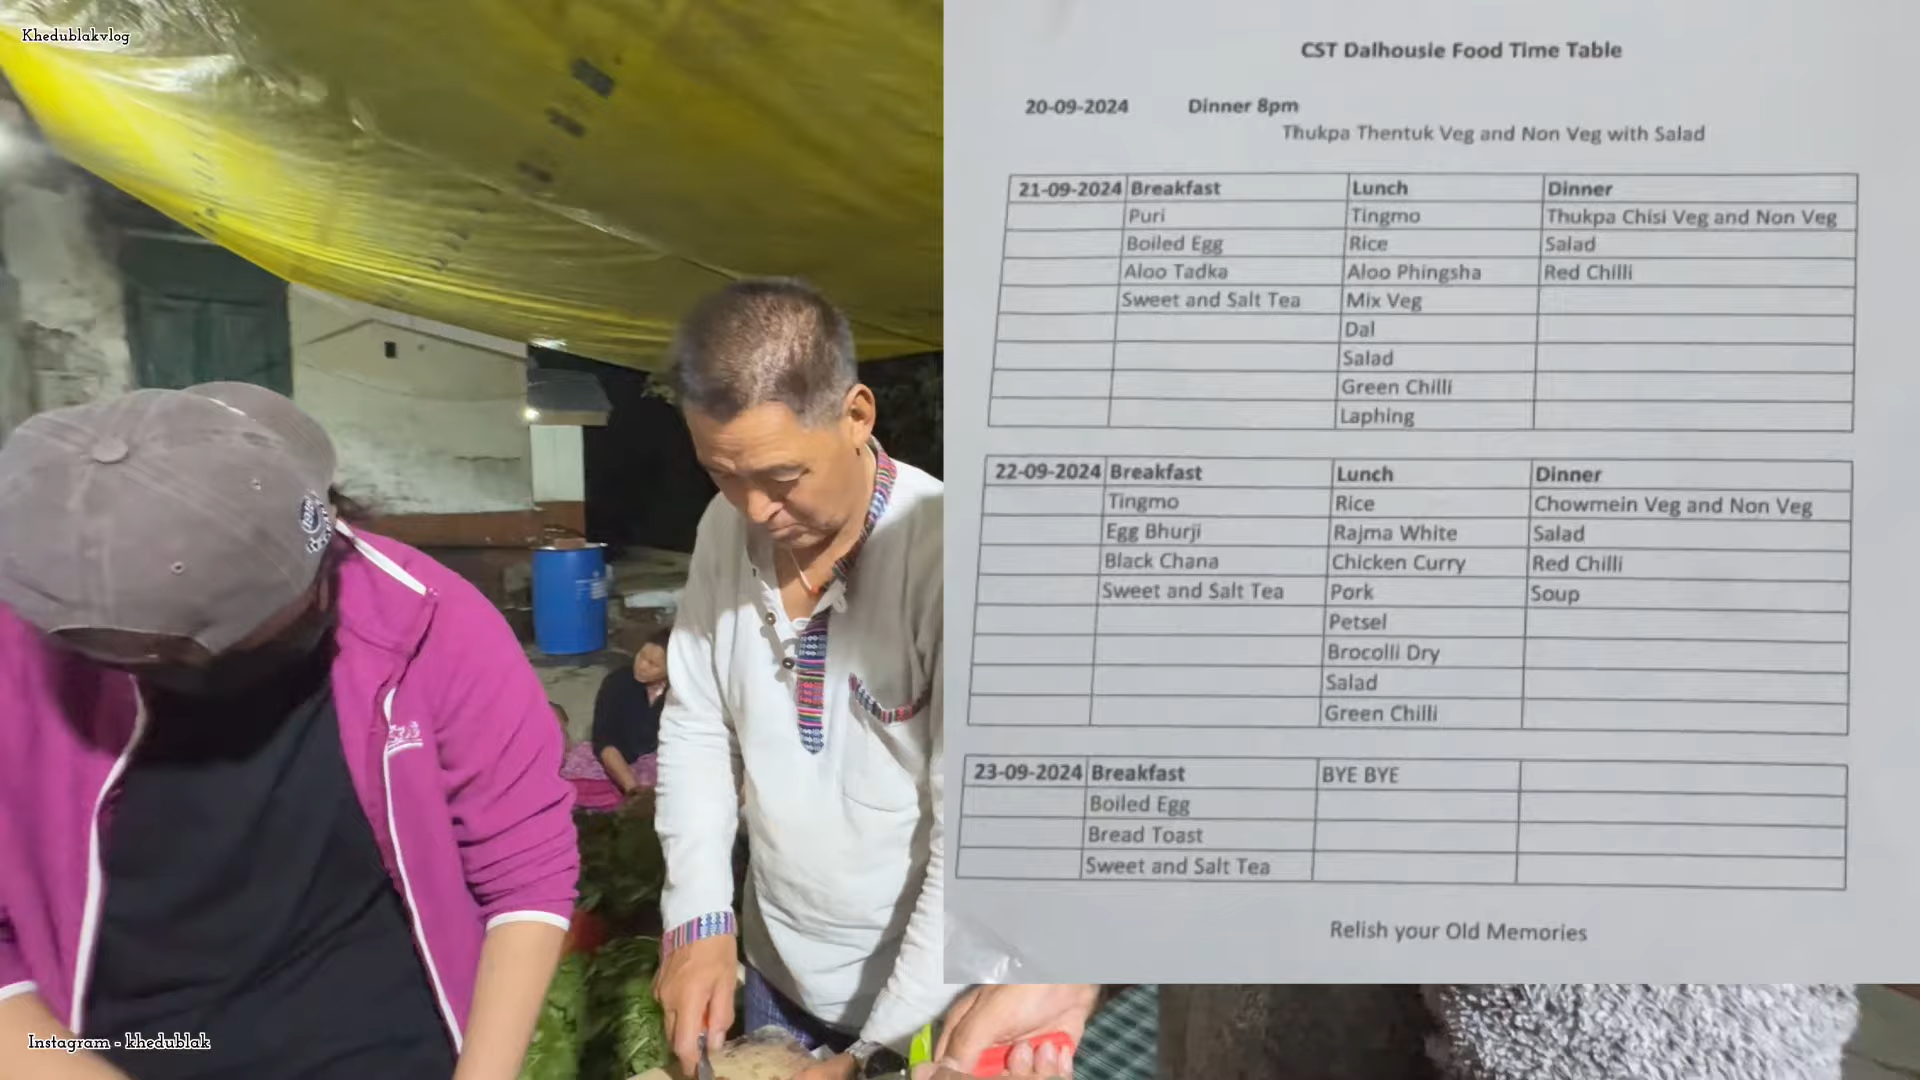 Khedublakvlog
CST Dalhousie Food Time Table
20-09-2024 Dinner 8pm
Thukpa Thentuk Veg and Non Veg with Salad
21-09-2024 Breakfast Lunch Dinner
Puri Tingmo Thukpa Chisi Veg and Non Veg
Boiled Egg Rice Salad
Aloo Tadka Aloo Phingsha Red Chilli
Sweet and Salt Tea Mix Veg
Dal
Salad
Green Chilli
Laphing
22-09-2024 Breakfast Lunch Dinner
Tingmo Rice Chowmein Veg and Non Veg
Egg Bhurji Rajma White Salad
Black Chana Chicken Curry Red Chilli
Sweet and Salt Tea Pork Soup
Petsel
Brocolli Dry
Salad
Green Chilli
23-09-2024 Breakfast BYE BYE
Boiled Egg
Bread Toast
Sweet and Salt Tea
Relish your Old Memories
Instagram - khedublak